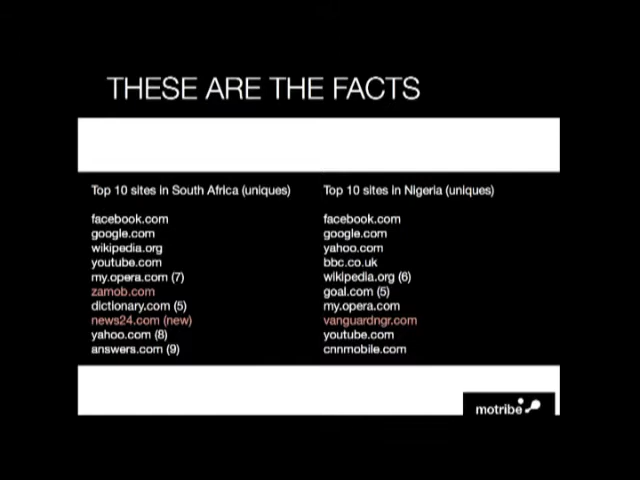 THESE ARE THE FACTS
Top 10 sites in South Africa (uniques)
facebook.com
google.com
wikipedia.org
youtube.com
my.opera.com (7)
zamob.com
dictionary.com (5)
news24.com (new)
yahoo.com (8)
answers.com (9)
Top 10 sites in Nigeria (uniques)
facebook.com
google.com
yahoo.com
bbc.co.uk
wikipedia.org (6)
goal.com (5)
my.opera.com
vanguardngr.com
youtube.com
cnnmobile.com
motribe